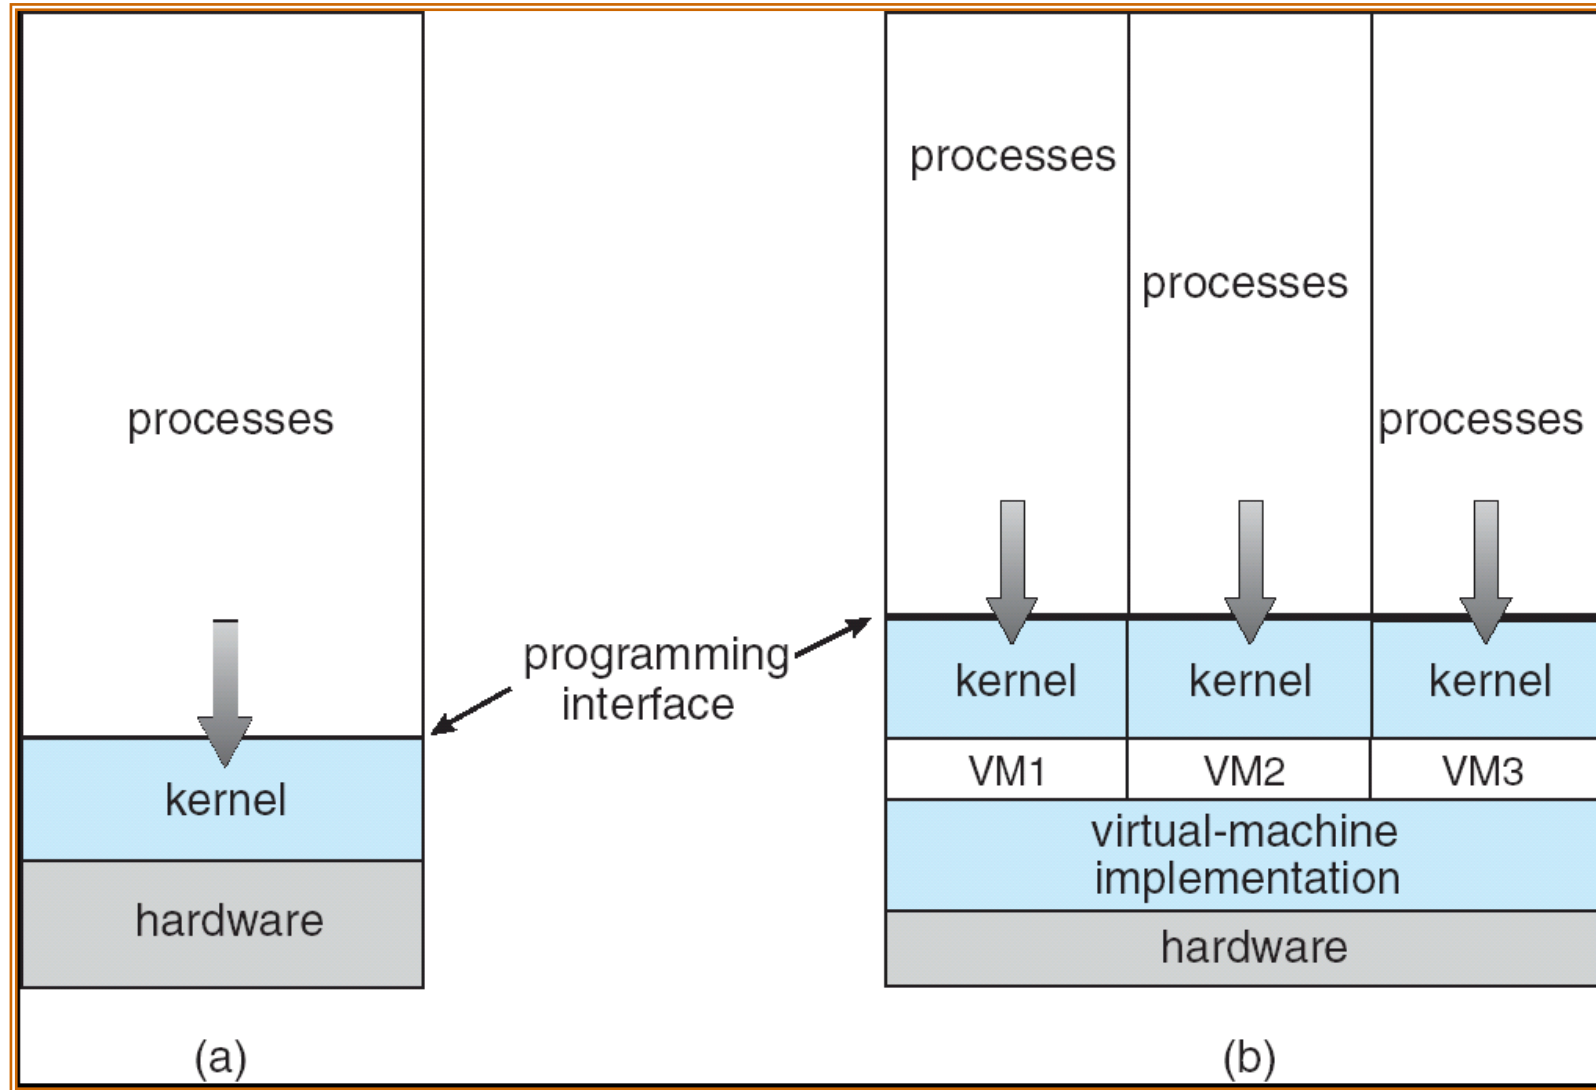 processes
kernel
hardware
(a)
programming
interface
processes
processes
processes
kernel
kernel
kernel
VM1
VM2
VM3
virtual-machine
implementation
hardware
(b)